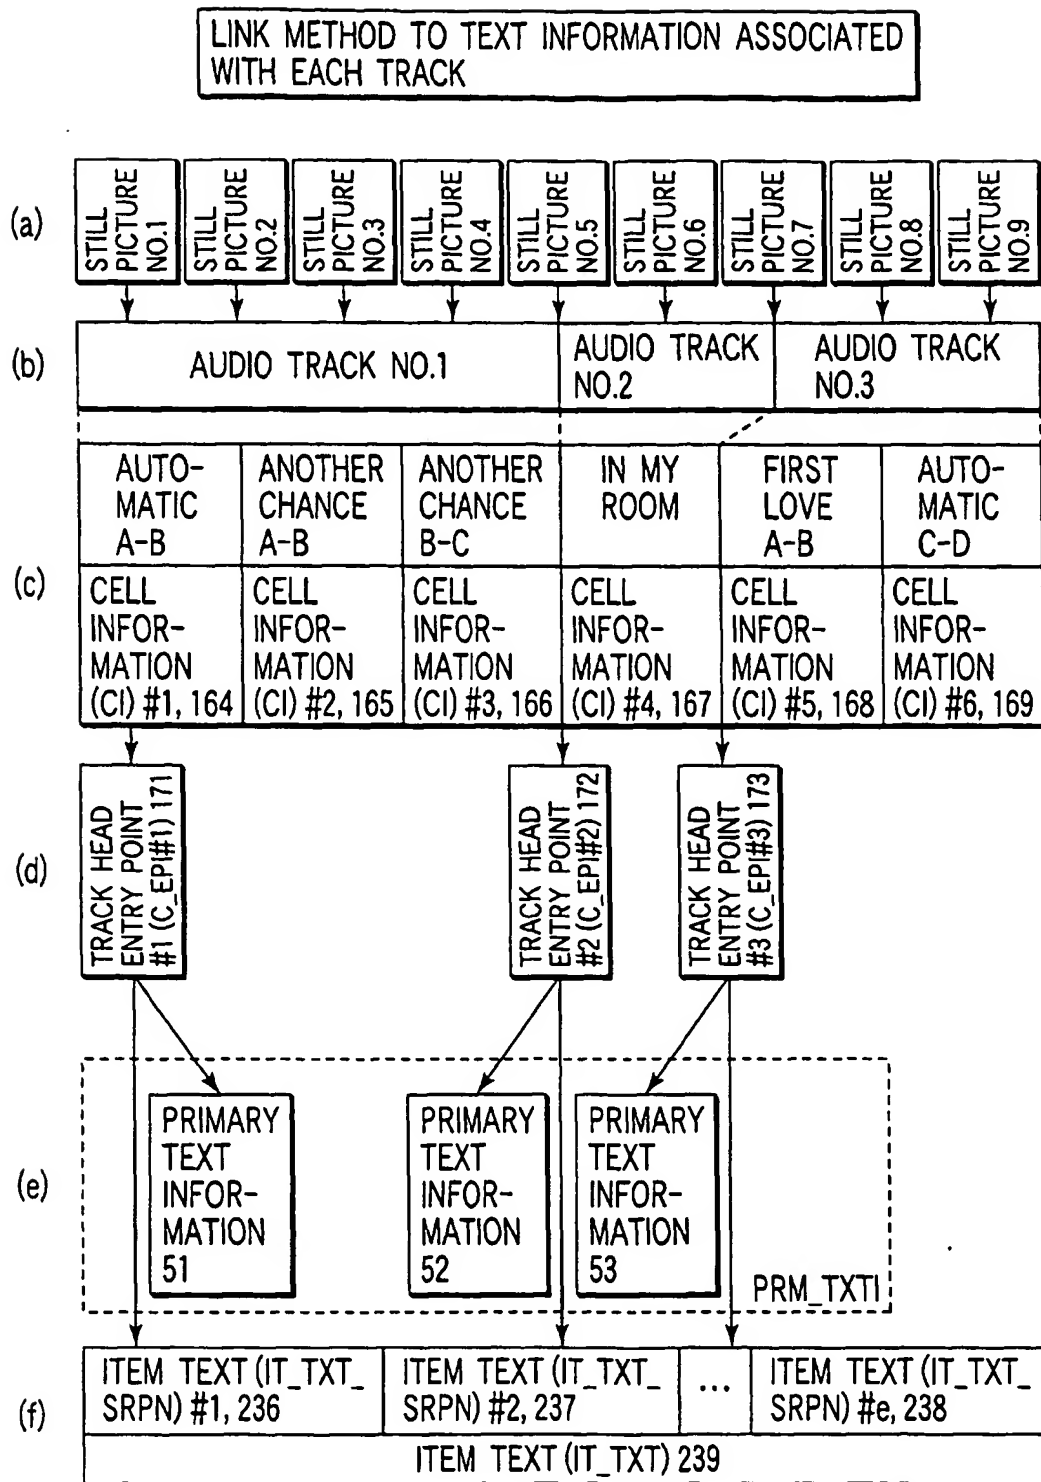 LINK METHOD TO TEXT INFORMATION ASSOCIATED
WITH EACH TRACK
(a)
STILL
PICTURE
NO.1
STILL
PICTURE
NO.2
STILL
PICTURE
NO.3
STILL
PICTURE
NO.4
STILL
PICTURE
NO.5
STILL
PICTURE
NO.6
STILL
PICTURE
NO.7
STILL
PICTURE
NO.8
STILL
PICTURE
NO.9
(b)
AUDIO TRACK NO.1
AUDIO TRACK
NO.2
AUDIO TRACK
NO.3
(c)
AUTO-
MATIC
A-B
ANOTHER
CHANCE
A-B
ANOTHER
CHANCE
B-C
IN MY
ROOM
FIRST
LOVE
A-B
AUTO-
MATIC
C-D
CELL
INFOR-
MATION
(CI) #1, 164
CELL
INFOR-
MATION
(CI) #2, 165
CELL
INFOR-
MATION
(CI) #3, 166
CELL
INFOR-
MATION
(CI) #4, 167
CELL
INFOR-
MATION
(CI) #5, 168
CELL
INFOR-
MATION
(CI) #6, 169
(d)
TRACK HEAD
ENTRY POINT
#1 (C_EPI#1) 171
TRACK HEAD
ENTRY POINT
#2 (C_EPI#2) 172
TRACK HEAD
ENTRY POINT
#3 (C_EPI#3) 173
(e)
PRIMARY
TEXT
INFOR-
MATION
51
PRIMARY
TEXT
INFOR-
MATION
52
PRIMARY
TEXT
INFOR-
MATION
53
PRM_TXTI
(f)
ITEM TEXT (IT_TXT_
SRPN) #1, 236
ITEM TEXT (IT_TXT_
SRPN) #2, 237
...
ITEM TEXT (IT_TXT_
SRPN) #e, 238
ITEM TEXT (IT_TXT) 239